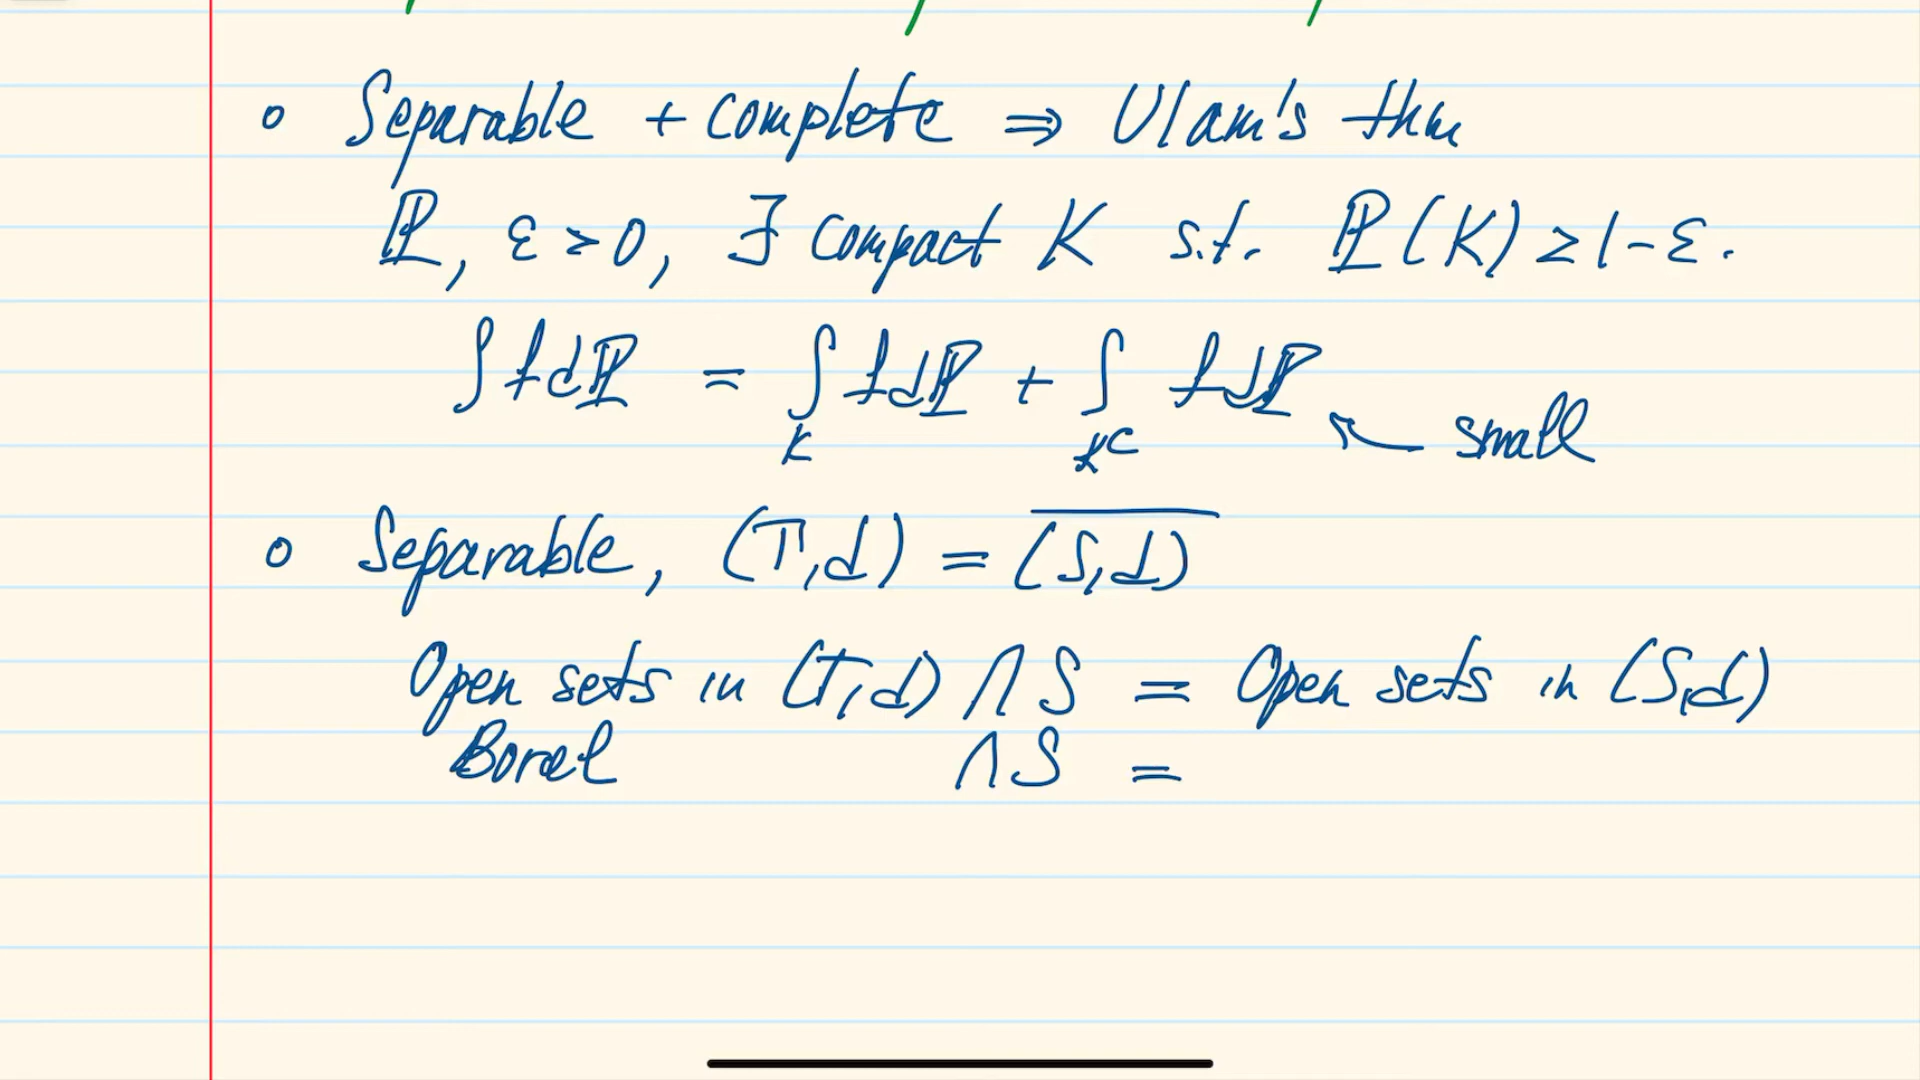 ∘ Separable + complete ⇒ Ulam's thm
ℙ, ε > 0, ∃ compact K s.t. ℙ(K) ≥ 1-ε.
∫ f dℙ = ∫_K f dℙ + ∫_{K^c} f dℙ ← small
∘ Separable, (T,d) = \overline{(S,d)}
Open sets in (T,d) ∩ S = Open sets in (S,d)
Borel ∩ S =